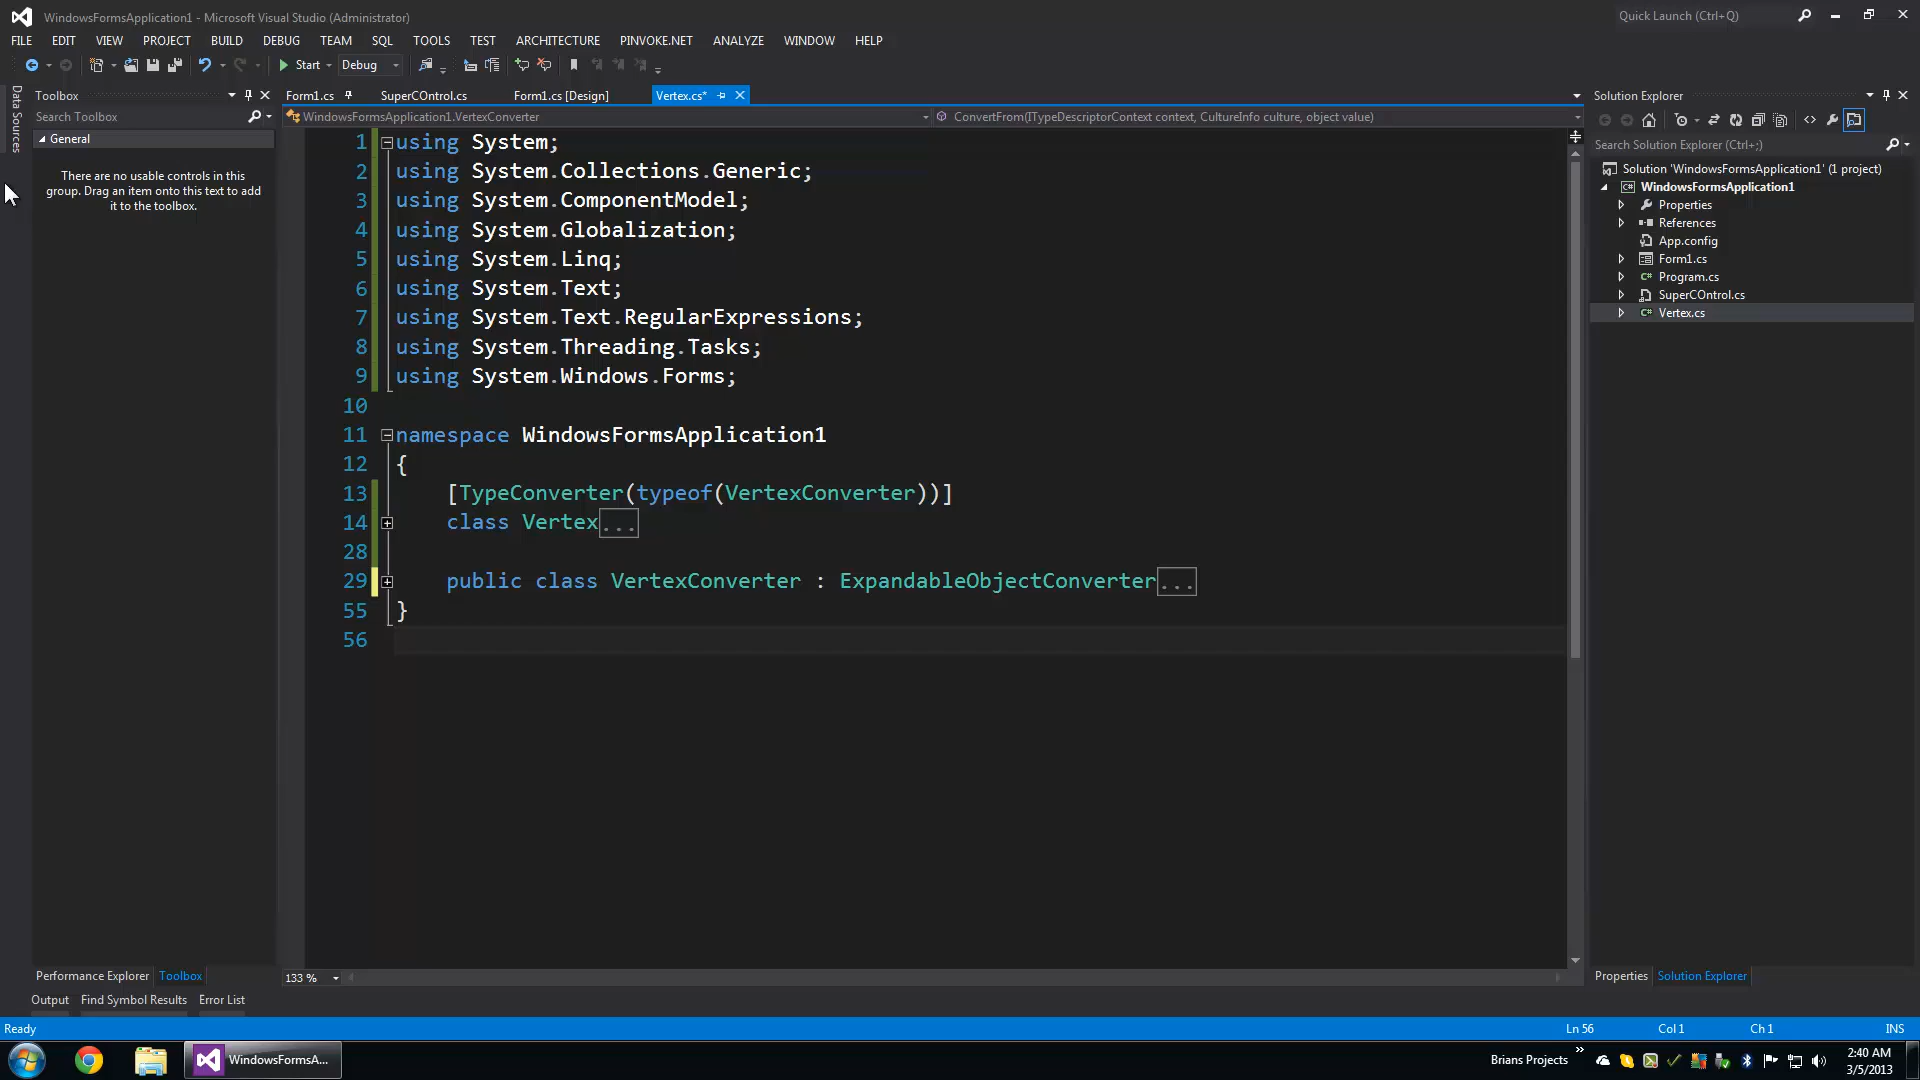 WindowsFormsApplication1 - Microsoft Visual Studio (Administrator)
Quick Launch (Ctrl+Q)
FILE EDIT VIEW PROJECT BUILD DEBUG TEAM SQL TOOLS TEST ARCHITECTURE PINVOKE.NET ANALYZE WINDOW HELP
Start Debug
Data Sources
Toolbox
Search Toolbox
General
There are no usable controls in this
group. Drag an item onto this text to add
it to the toolbox.
Performance Explorer Toolbox
Form1.cs SuperCOntrol.cs Form1.cs [Design] Vertex.cs*
WindowsFormsApplication1.VertexConverter ConvertFrom(ITypeDescriptorContext context, CultureInfo culture, object value)
1 using System;
2 using System.Collections.Generic;
3 using System.ComponentModel;
4 using System.Globalization;
5 using System.Linq;
6 using System.Text;
7 using System.Text.RegularExpressions;
8 using System.Threading.Tasks;
9 using System.Windows.Forms;
10
11 namespace WindowsFormsApplication1
12 {
13 [TypeConverter(typeof(VertexConverter))]
14 class Vertex...
28
29 public class VertexConverter : ExpandableObjectConverter...
55 }
56
133 %
Solution Explorer
Search Solution Explorer (Ctrl+;)
Solution 'WindowsFormsApplication1' (1 project)
WindowsFormsApplication1
Properties
References
App.config
Form1.cs
Program.cs
SuperCOntrol.cs
Vertex.cs
Properties Solution Explorer
Output Find Symbol Results Error List
Ready Ln 56 Col 1 Ch 1 INS
WindowsFormsA...
Brians Projects
2:40 AM
3/5/2013